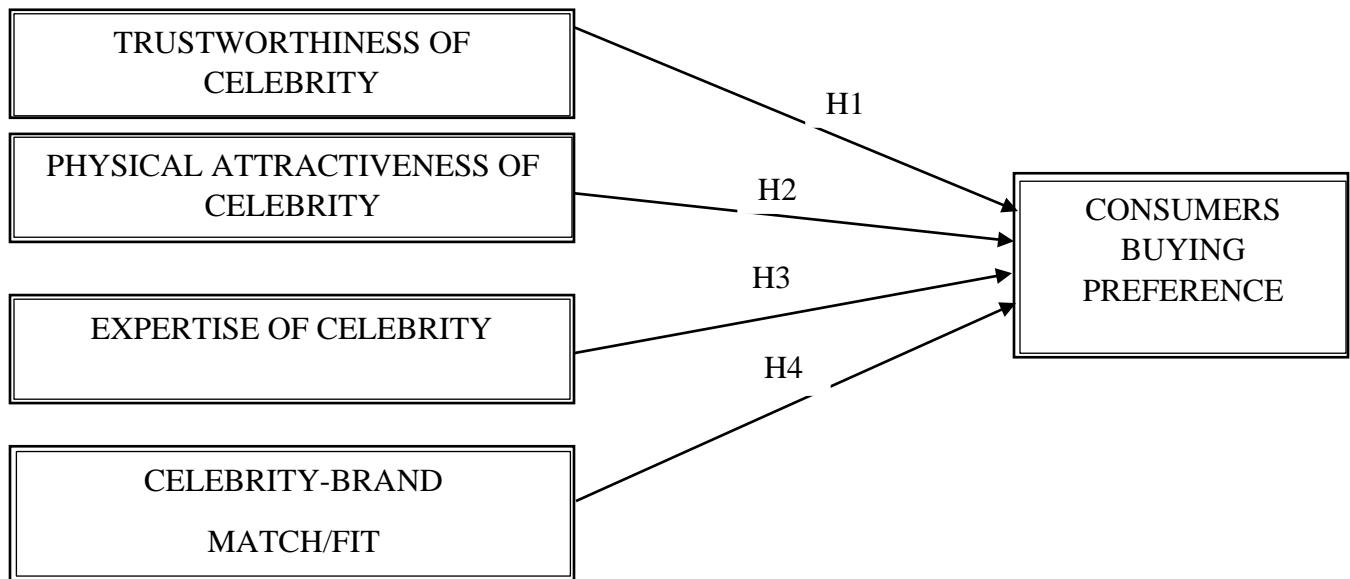 TRUSTWORTHINESS OF
CELEBRITY
H1
PHYSICAL ATTRACTIVENESS OF
CELEBRITY
H2
EXPERTISE OF CELEBRITY
H3
CELEBRITY-BRAND
MATCH/FIT
H4
CONSUMERS
BUYING
PREFERENCE